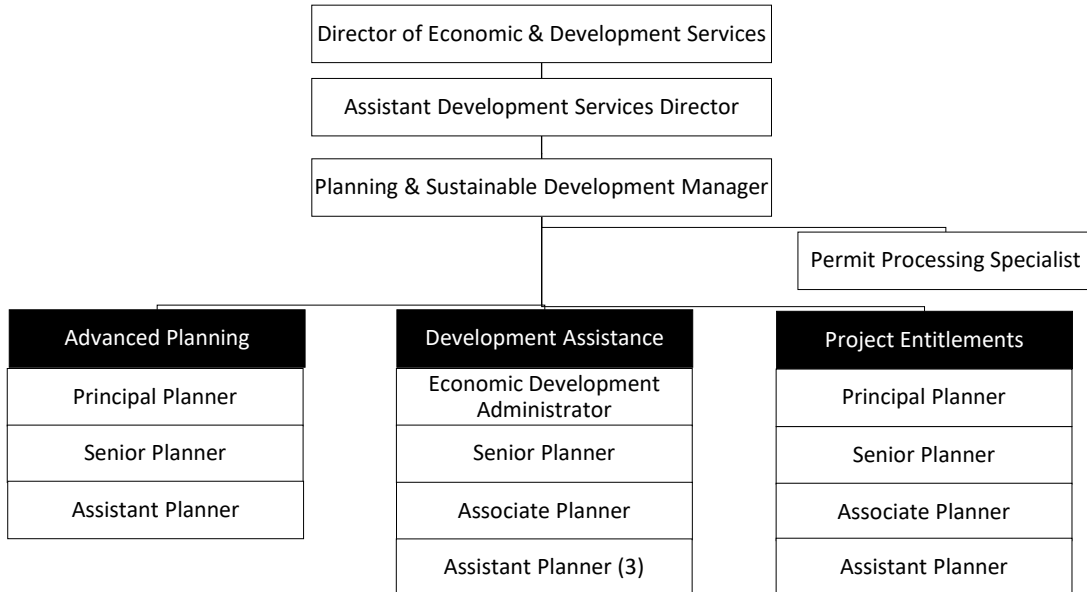 Director of Economic & Development Services
Assistant Development Services Director
Planning & Sustainable Development Manager
Permit Processing Specialist
Advanced Planning
Principal Planner
Senior Planner
Assistant Planner
Development Assistance
Economic Development
Administrator
Senior Planner
Associate Planner
Assistant Planner (3)
Project Entitlements
Principal Planner
Senior Planner
Associate Planner
Assistant Planner